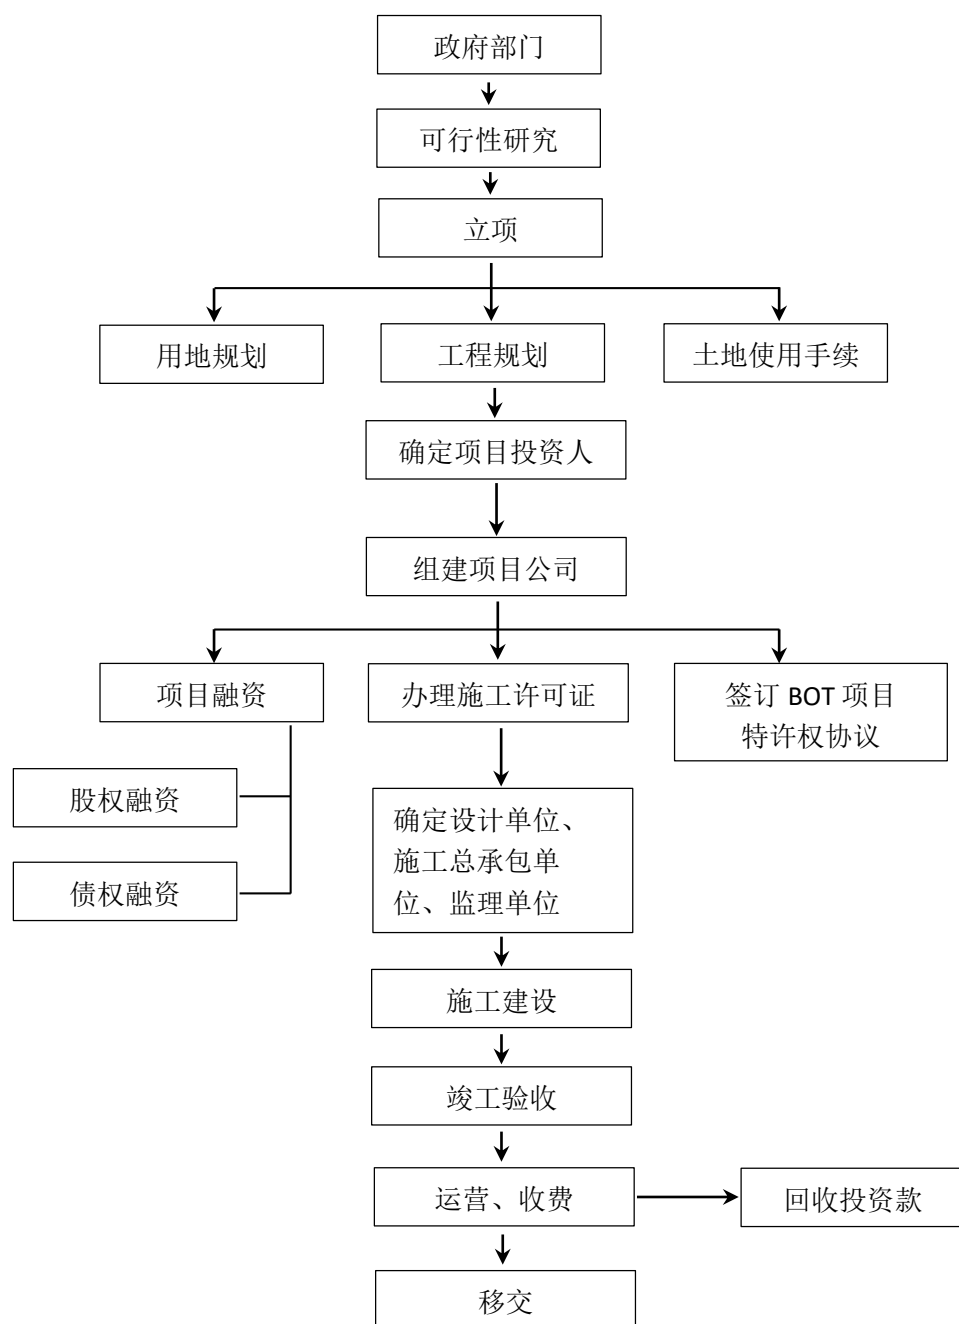 政府部门
可行性研究
立项
用地规划
工程规划
土地使用手续
确定项目投资人
组建项目公司
项目融资
办理施工许可证
签订 BOT 项目
特许权协议
股权融资
债权融资
确定设计单位、
施工总承包单
位、监理单位
施工建设
竣工验收
运营、收费
回收投资款
移交